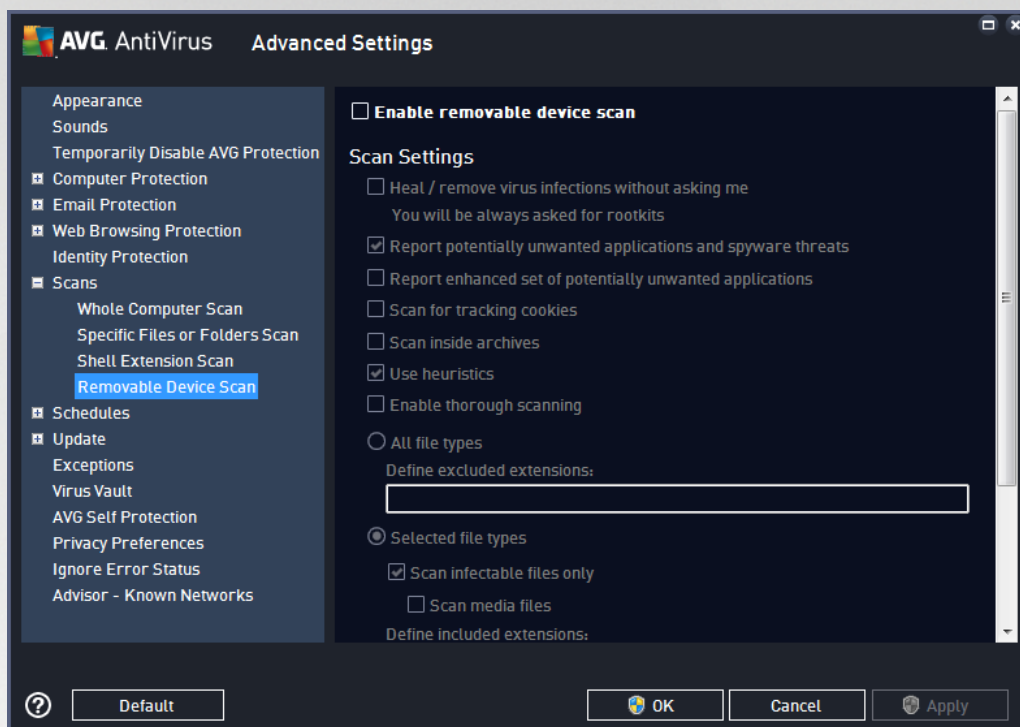 AVG. AntiVirus Advanced Settings
Appearance
Sounds
Temporarily Disable AVG Protection
Computer Protection
Email Protection
Web Browsing Protection
Identity Protection
Scans
Whole Computer Scan
Specific Files or Folders Scan
Shell Extension Scan
Removable Device Scan
Schedules
Update
Exceptions
Virus Vault
AVG Self Protection
Privacy Preferences
Ignore Error Status
Advisor - Known Networks
Enable removable device scan
Scan Settings
Heal / remove virus infections without asking me
You will be always asked for rootkits
Report potentially unwanted applications and spyware threats
Report enhanced set of potentially unwanted applications
Scan for tracking cookies
Scan inside archives
Use heuristics
Enable thorough scanning
All file types
Define excluded extensions:
Selected file types
Scan infectable files only
Scan media files
Define included extensions:
? Default OK Cancel Apply